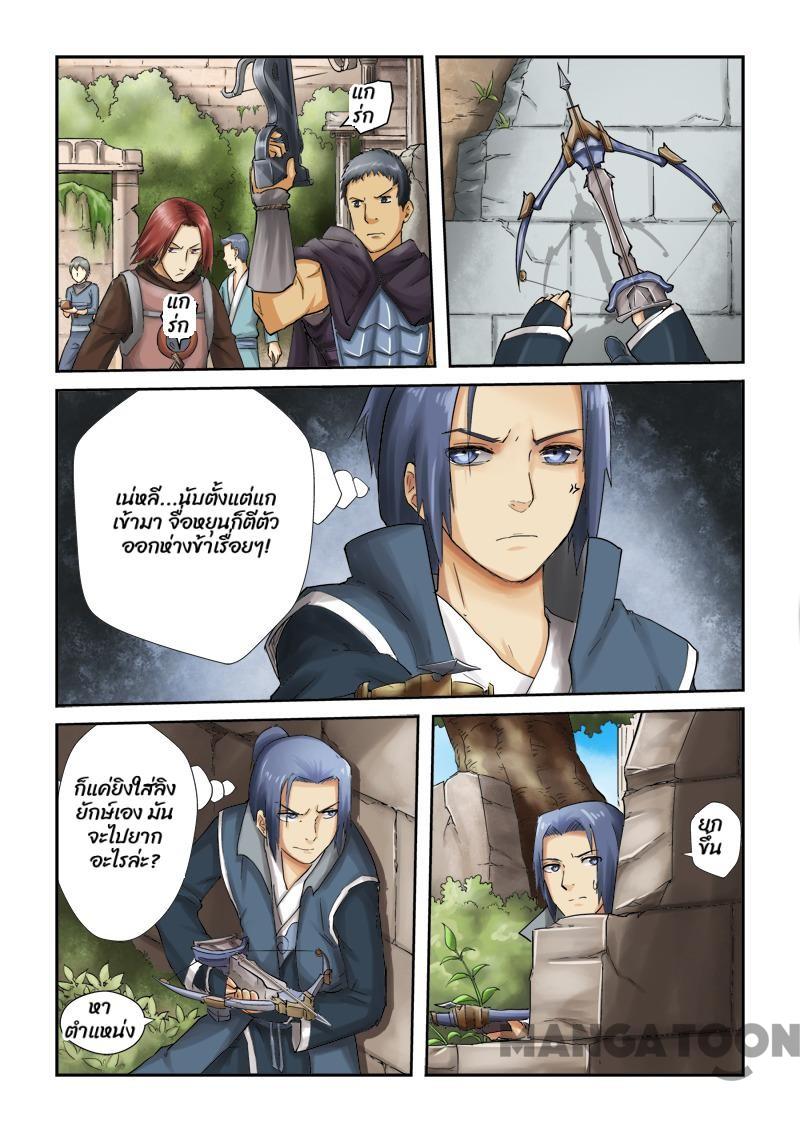 แก
ร่ก
แก
ร่ก
เน่หลี...นับตั้งแต่แก
เข้ามา จื่อหยุนก็ตีตัว
ออกห่างข้าเรื่อยๆ!
ก็แค่ยิงใส่ลิง
ยักษ์เอง มัน
จะไปยาก
อะไรล่ะ?
หา
ตำแหน่ง
ยก
ขึ้น
MANGATOON